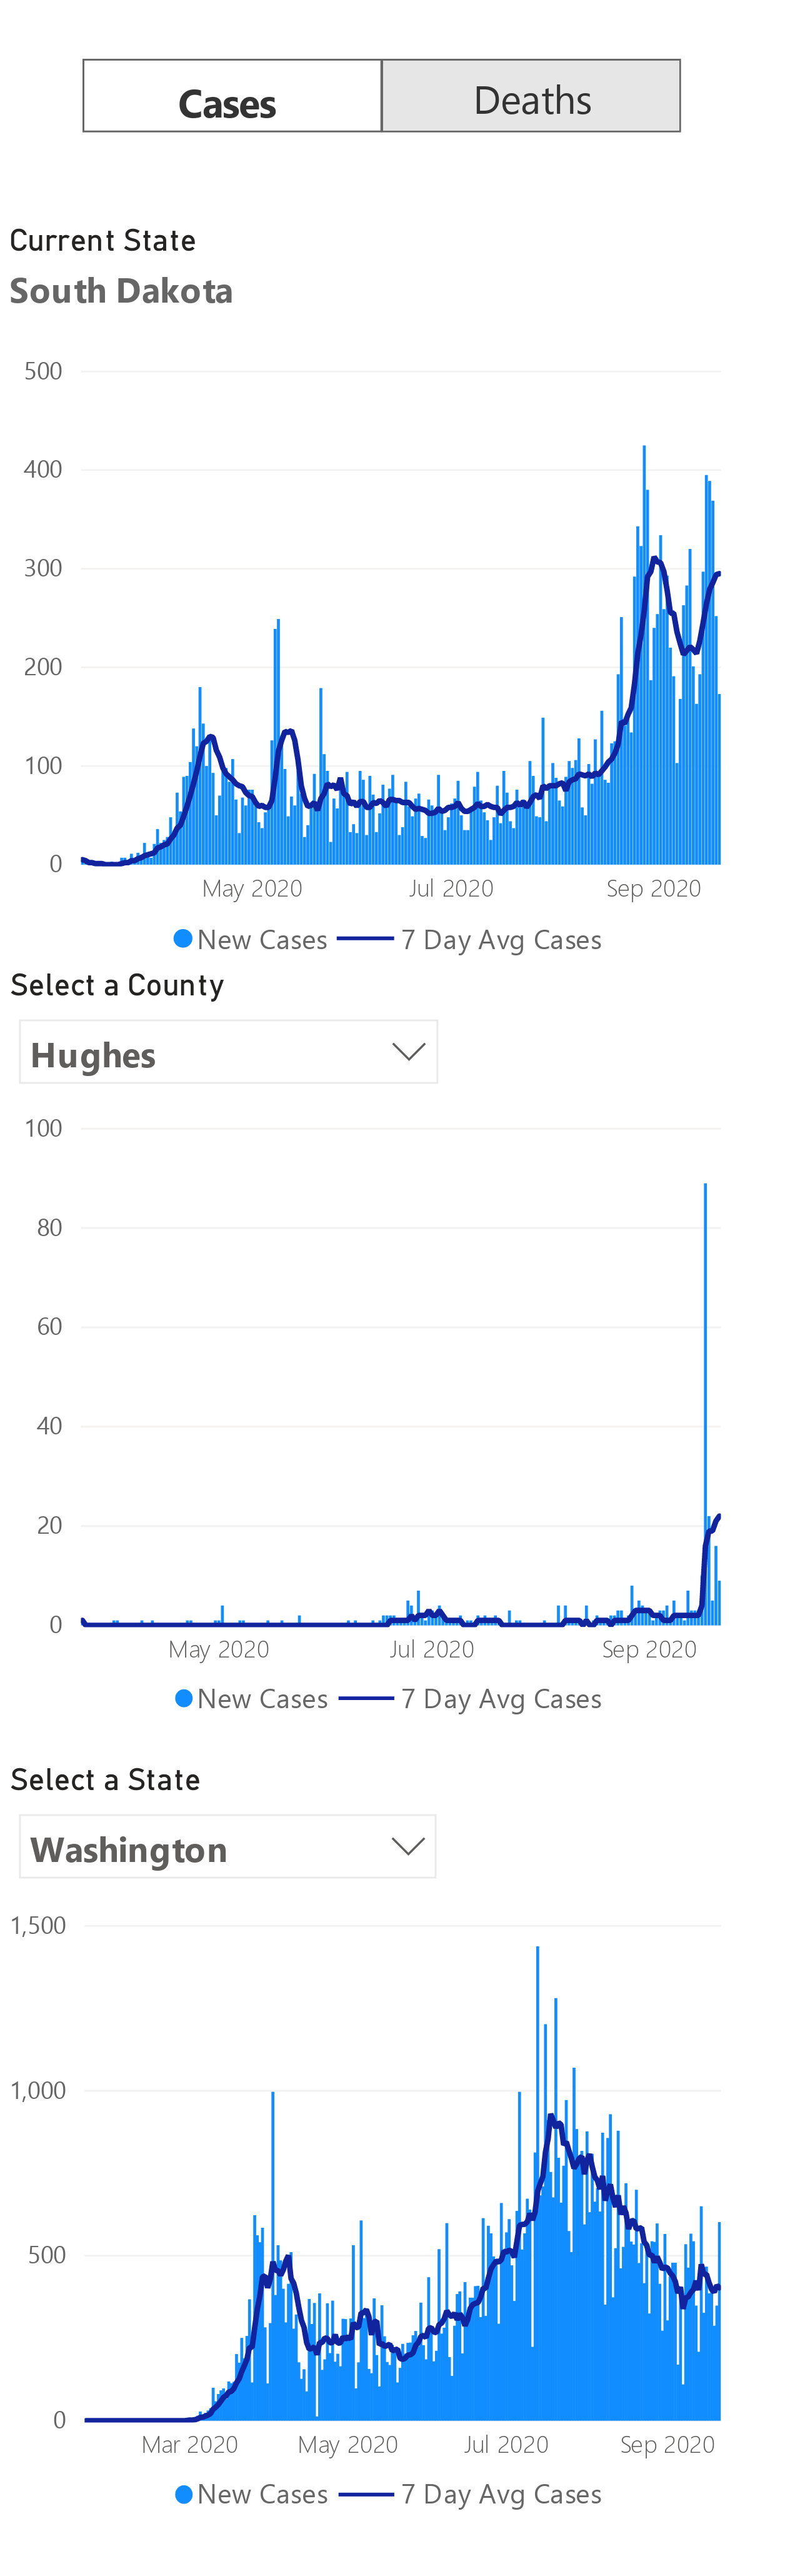 Cases Deaths
Current State
South Dakota
500
400
300
200
100
0
May 2020 Jul 2020 Sep 2020
New Cases 7 Day Avg Cases
Select a County
Hughes
100
80
60
40
20
0
May 2020 Jul 2020 Sep 2020
New Cases 7 Day Avg Cases
Select a State
Washington
1,500
1,000
500
0
Mar 2020 May 2020 Jul 2020 Sep 2020
New Cases 7 Day Avg Cases